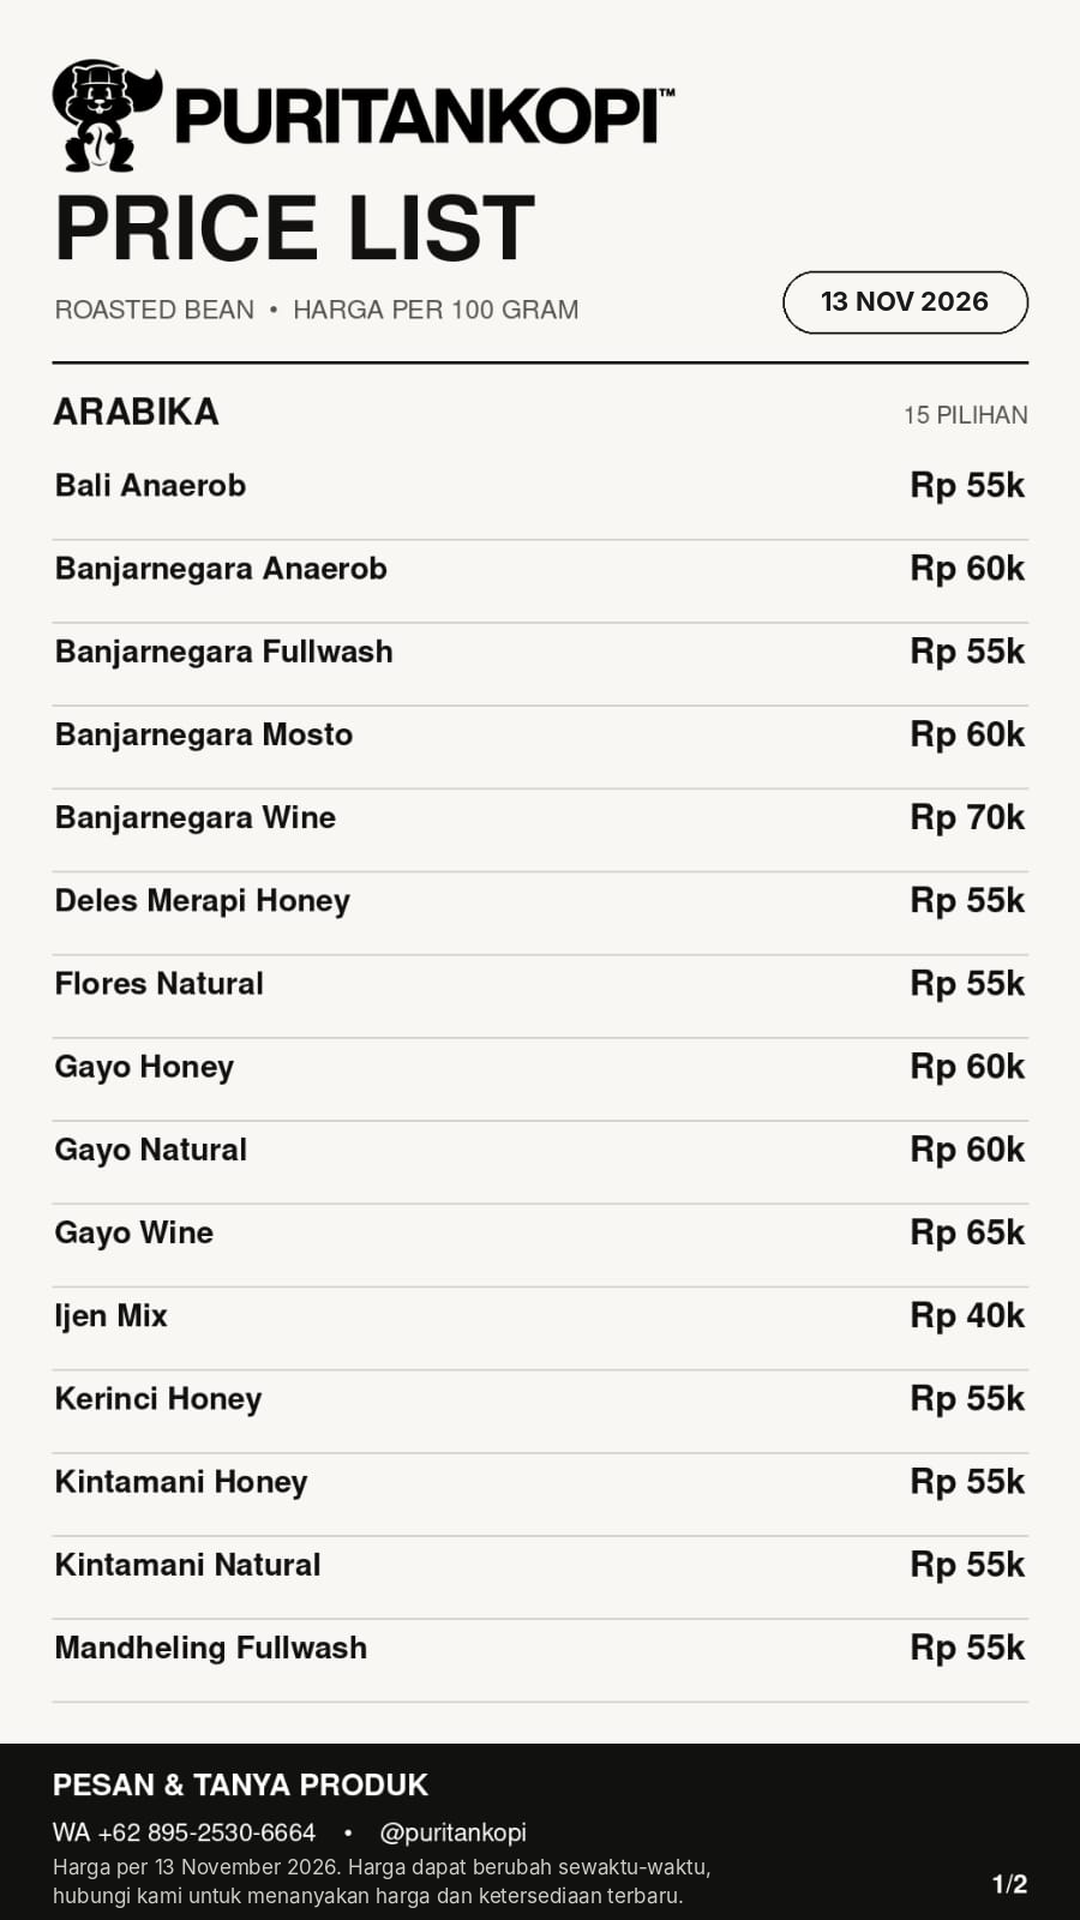 PURITANKOPI™
PRICE LIST
ROASTED BEAN • HARGA PER 100 GRAM
13 NOV 2026
ARABIKA 15 PILIHAN
Bali Anaerob Rp 55k
Banjarnegara Anaerob Rp 60k
Banjarnegara Fullwash Rp 55k
Banjarnegara Mosto Rp 60k
Banjarnegara Wine Rp 70k
Deles Merapi Honey Rp 55k
Flores Natural Rp 55k
Gayo Honey Rp 60k
Gayo Natural Rp 60k
Gayo Wine Rp 65k
Ijen Mix Rp 40k
Kerinci Honey Rp 55k
Kintamani Honey Rp 55k
Kintamani Natural Rp 55k
Mandheling Fullwash Rp 55k
PESAN & TANYA PRODUK
WA +62 895-2530-6664 • @puritankopi
Harga per 13 November 2026. Harga dapat berubah sewaktu-waktu,
hubungi kami untuk menanyakan harga dan ketersediaan terbaru.
1/2